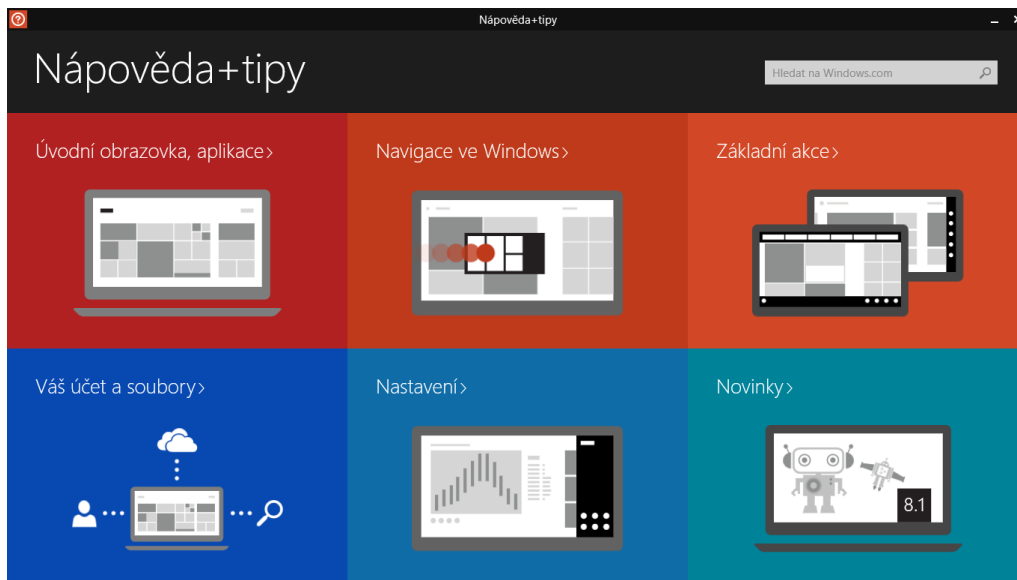 Nápověda+tipy
Nápověda+tipy
Hledat na Windows.com
Úvodní obrazovka, aplikace›
Navigace ve Windows›
Základní akce›
Váš účet a soubory›
Nastavení›
Novinky›
8.1